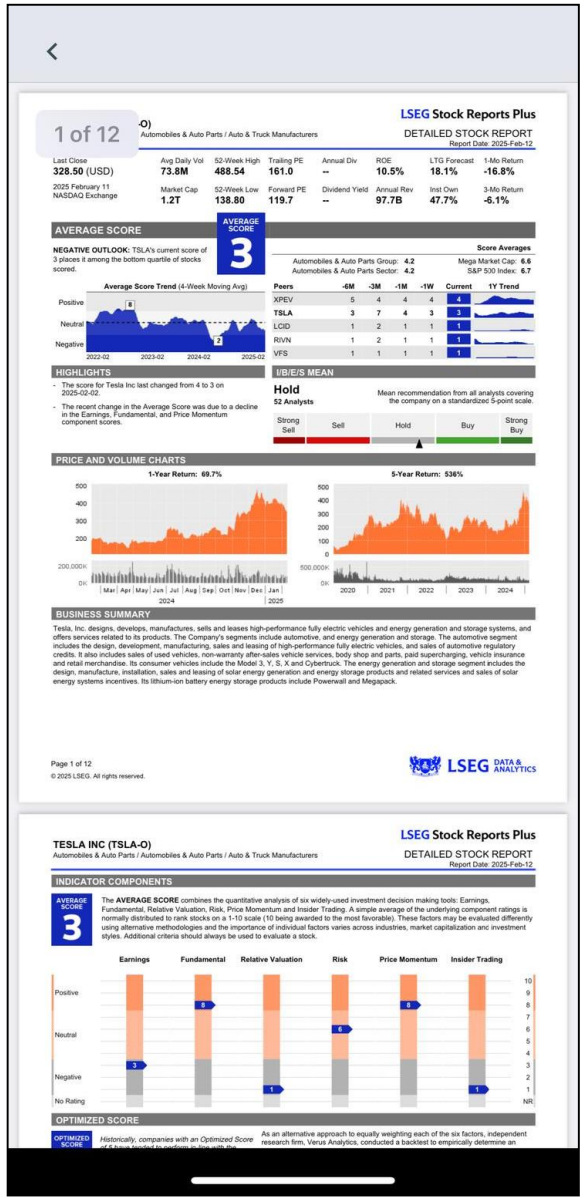 1 of 12
-O)
Automobiles & Auto Parts / Auto & Truck Manufacturers
LSEG Stock Reports Plus
DETAILED STOCK REPORT
Report Date: 2025-Feb-12
Last Close Avg Daily Vol 52-Week High Trailing PE Annual Div ROE LTG Forecast 1-Mo Return
328.50 (USD) 73.8M 488.54 161.0 -- 10.5% 18.1% -16.8%
2025 February 11 Market Cap 52-Week Low Forward PE Dividend Yield Annual Rev Inst Own 3-Mo Return
NASDAQ Exchange 1.2T 138.80 119.7 -- 97.7B 47.7% -6.1%
AVERAGE SCORE
NEGATIVE OUTLOOK: TSLA's current score of
3 places it among the bottom quartile of stocks
scored.
AVERAGE
SCORE
3
Score Averages
Automobiles & Auto Parts Group: 4.2 Mega Market Cap: 6.6
Automobiles & Auto Parts Sector: 4.2 S&P 500 Index: 6.7
Average Score Trend (4-Week Moving Avg)
Positive
Neutral
Negative
8
2
2022-02 2023-02 2024-02 2025-02
Peers -6M -3M -1M -1W Current 1Y Trend
XPEV 5 4 4 4 4
TSLA 3 7 4 4 3
LCID 1 2 1 1 1
RIVN 1 2 1 1 1
VFS 1 1 1 1 1
HIGHLIGHTS
- The score for Tesla Inc last changed from 4 to 3 on
2025-02-02.
- The recent change in the Average Score was due to a decline
in the Earnings, Fundamental, and Price Momentum
component scores.
I/B/E/S MEAN
Hold
52 Analysts
Mean recommendation from all analysts covering
the company on a standardized 5-point scale.
Strong Sell Sell Hold Buy Strong Buy
PRICE AND VOLUME CHARTS
1-Year Return: 69.7%
500
400
300
200
200,000K
0K
Mar Apr May Jun Jul Aug Sep Oct Nov Dec Jan
2024 2025
5-Year Return: 536%
500
400
300
200
100
0
500,000K
0K
2020 2021 2022 2023 2024
BUSINESS SUMMARY
Tesla, Inc. designs, develops, manufactures, sells and leases high-performance fully electric vehicles and energy generation and storage systems, and
offers services related to its products. The Company's segments include automotive, and energy generation and storage. The automotive segment
includes the design, development, manufacturing, sales and leasing of high-performance fully electric vehicles, and sales of automotive regulatory
credits. It also includes sales of used vehicles, non-warranty after-sales vehicle services, body shop and parts, paid supercharging, vehicle insurance
and retail merchandise. Its consumer vehicles include the Model 3, Y, S, X and Cybertruck. The energy generation and storage segment includes the
design, manufacture, installation, sales and leasing of solar energy generation and energy storage products and related services and sales of solar
energy systems incentives. Its lithium-ion battery energy storage products include Powerwall and Megapack.
Page 1 of 12
© 2025 LSEG. All rights reserved.
LSEG DATA & ANALYTICS
LSEG Stock Reports Plus
TESLA INC (TSLA-O)
Automobiles & Auto Parts / Automobiles & Auto Parts / Auto & Truck Manufacturers
DETAILED STOCK REPORT
Report Date: 2025-Feb-12
INDICATOR COMPONENTS
AVERAGE
SCORE
3
The AVERAGE SCORE combines the quantitative analysis of six widely-used investment decision making tools: Earnings,
Fundamental, Relative Valuation, Risk, Price Momentum and Insider Trading. A simple average of the underlying component ratings is
normally distributed to rank stocks on a 1-10 scale (10 being awarded to the most favorable). These factors may be evaluated differently
using alternative methodologies and the importance of individual factors varies across industries, market capitalization and investment
styles. Additional criteria should always be used to evaluate a stock.
Earnings Fundamental Relative Valuation Risk Price Momentum Insider Trading
Positive
Neutral
Negative
No Rating
3 8 1 6 8 1
10
9
8
7
6
5
4
3
2
1
NR
OPTIMIZED SCORE
OPTIMIZED
SCORE
Historically, companies with an Optimized Score
of 5 have tended to perform in-line with the
As an alternative approach to equally weighting each of the six factors, independent
research firm, Verus Analytics, conducted a backtest to empirically determine an